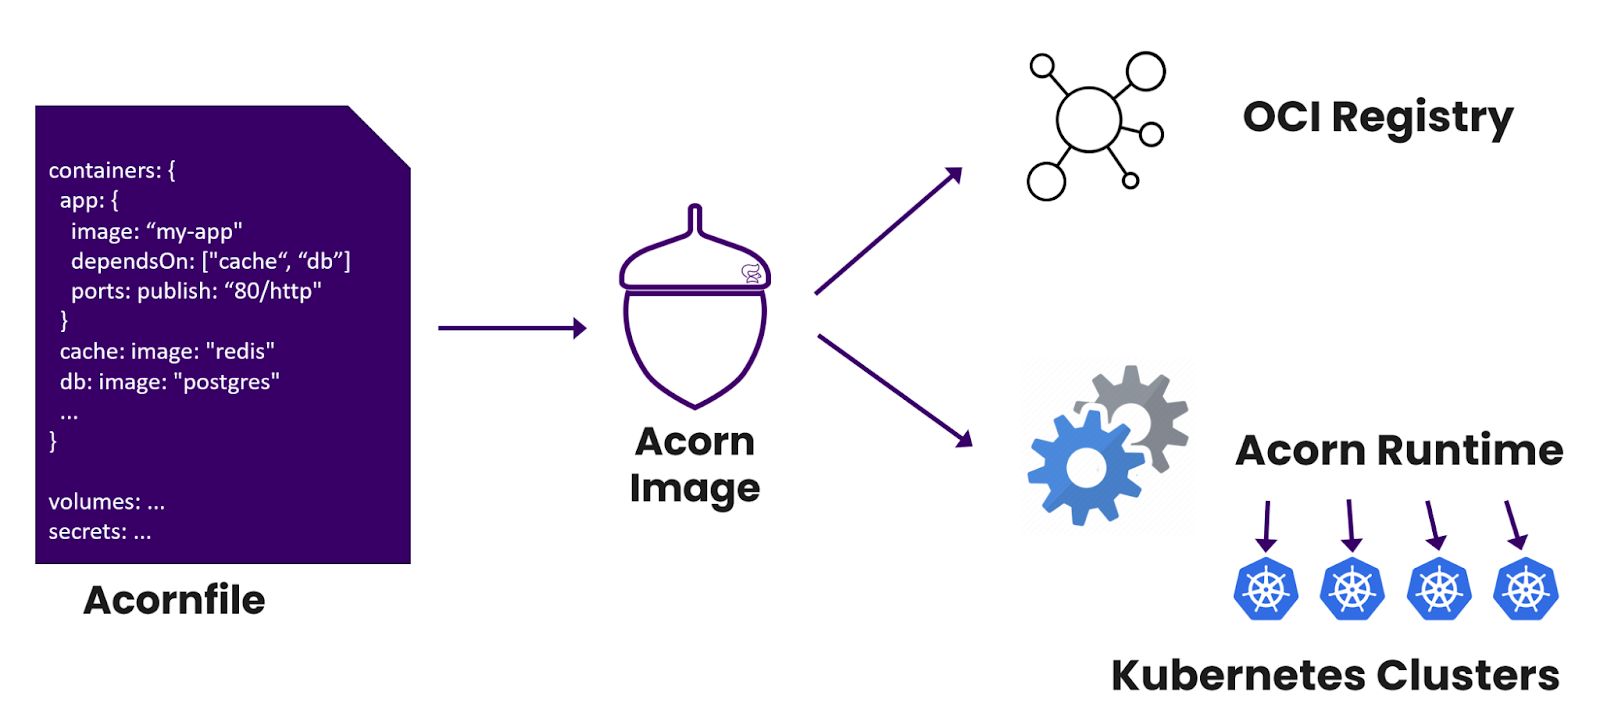 containers: {
app: {
image: “my-app"
dependsOn: ["cache“, “db”]
ports: publish: “80/http"
}
cache: image: "redis"
db: image: "postgres"
...
}
volumes: ...
secrets: ...
Acornfile
Acorn
Image
OCI Registry
Acorn Runtime
Kubernetes Clusters